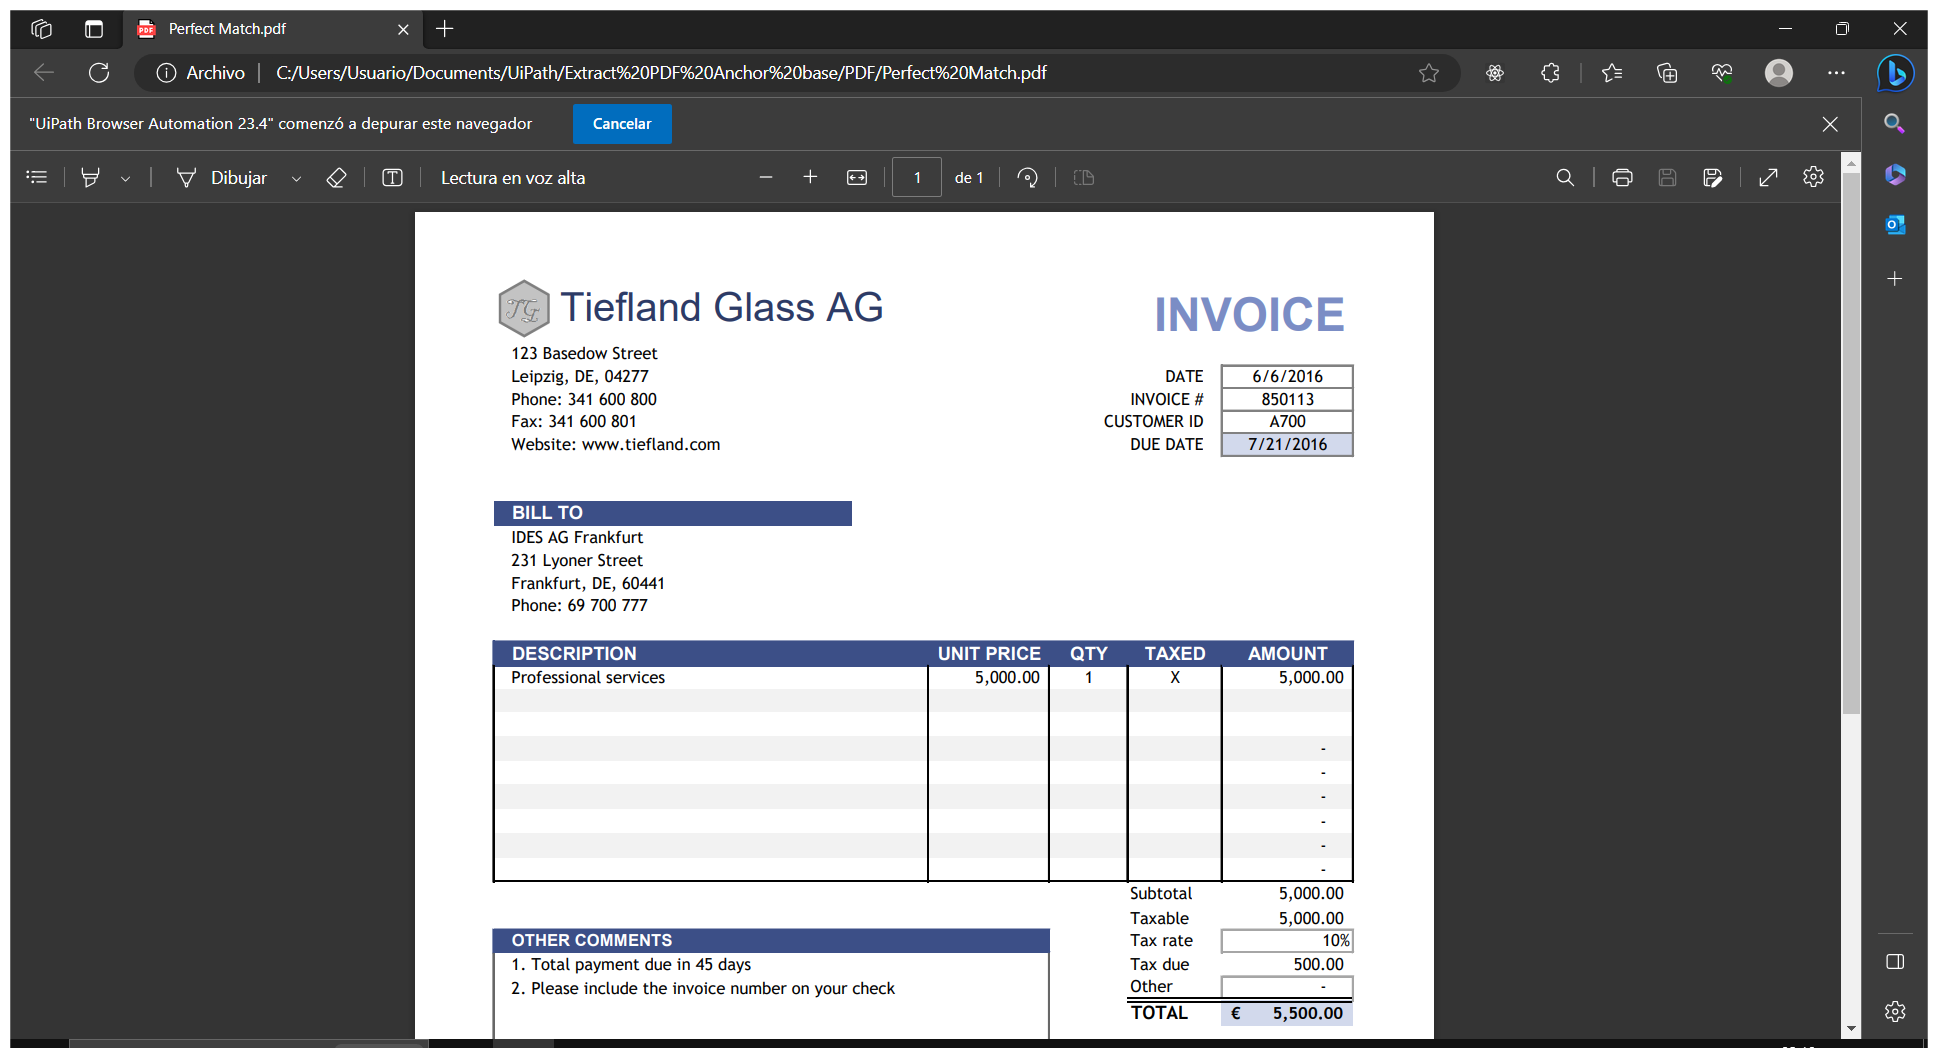 Perfect Match.pdf
Archivo C:/Users/Usuario/Documents/UiPath/Extract%20PDF%20Anchor%20base/PDF/Perfect%20Match.pdf
"UiPath Browser Automation 23.4" comenzó a depurar este navegador Cancelar
Dibujar Lectura en voz alta 1 de 1
TG Tiefland Glass AG INVOICE
123 Basedow Street
Leipzig, DE, 04277 DATE 6/6/2016
Phone: 341 600 800 INVOICE # 850113
Fax: 341 600 801 CUSTOMER ID A700
Website: www.tiefland.com DUE DATE 7/21/2016
BILL TO
IDES AG Frankfurt
231 Lyoner Street
Frankfurt, DE, 60441
Phone: 69 700 777
DESCRIPTION UNIT PRICE QTY TAXED AMOUNT
Professional services 5,000.00 1 X 5,000.00
-
-
-
-
-
-
Subtotal 5,000.00
Taxable 5,000.00
OTHER COMMENTS Tax rate 10%
1. Total payment due in 45 days Tax due 500.00
2. Please include the invoice number on your check Other -
TOTAL € 5,500.00